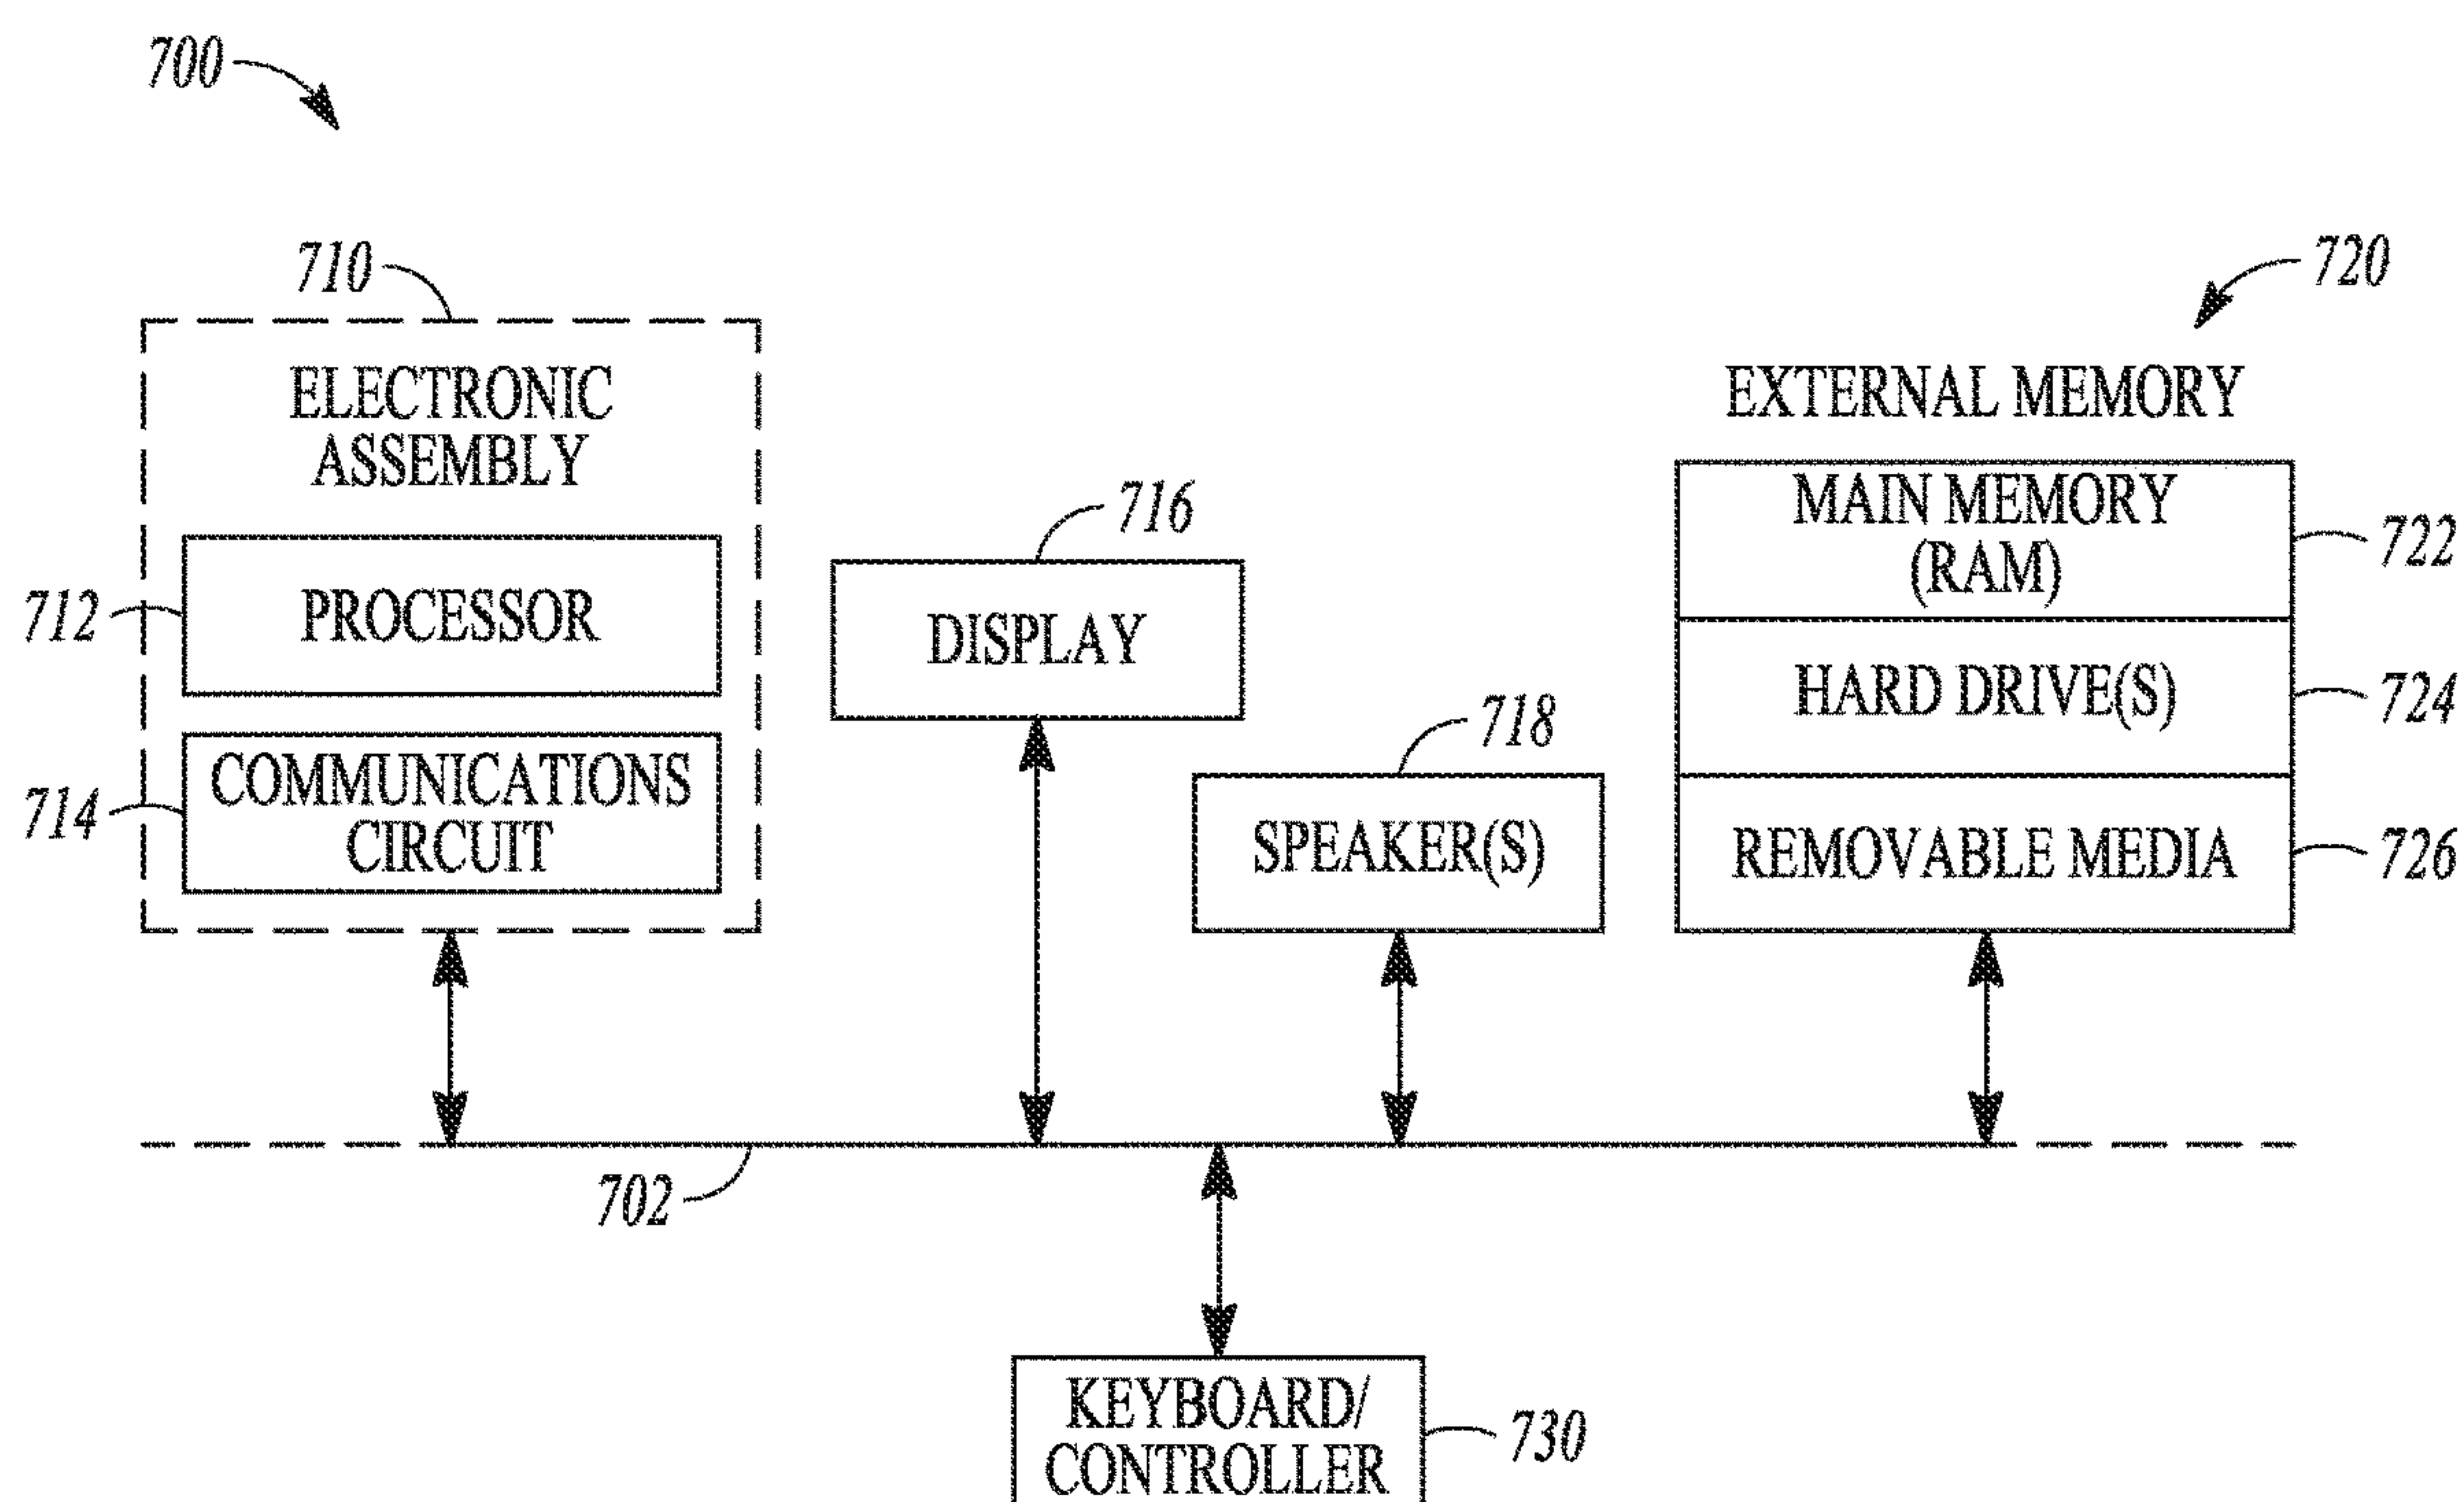 700
710
720
ELECTRONIC
ASSEMBLY
EXTERNAL MEMORY
716
MAIN MEMORY
(RAM)
722
712
PROCESSOR
DISPLAY
HARD DRIVE(S)
724
718
714
COMMUNICATIONS
CIRCUIT
SPEAKER(S)
REMOVABLE MEDIA
726
702
KEYBOARD/
CONTROLLER
730